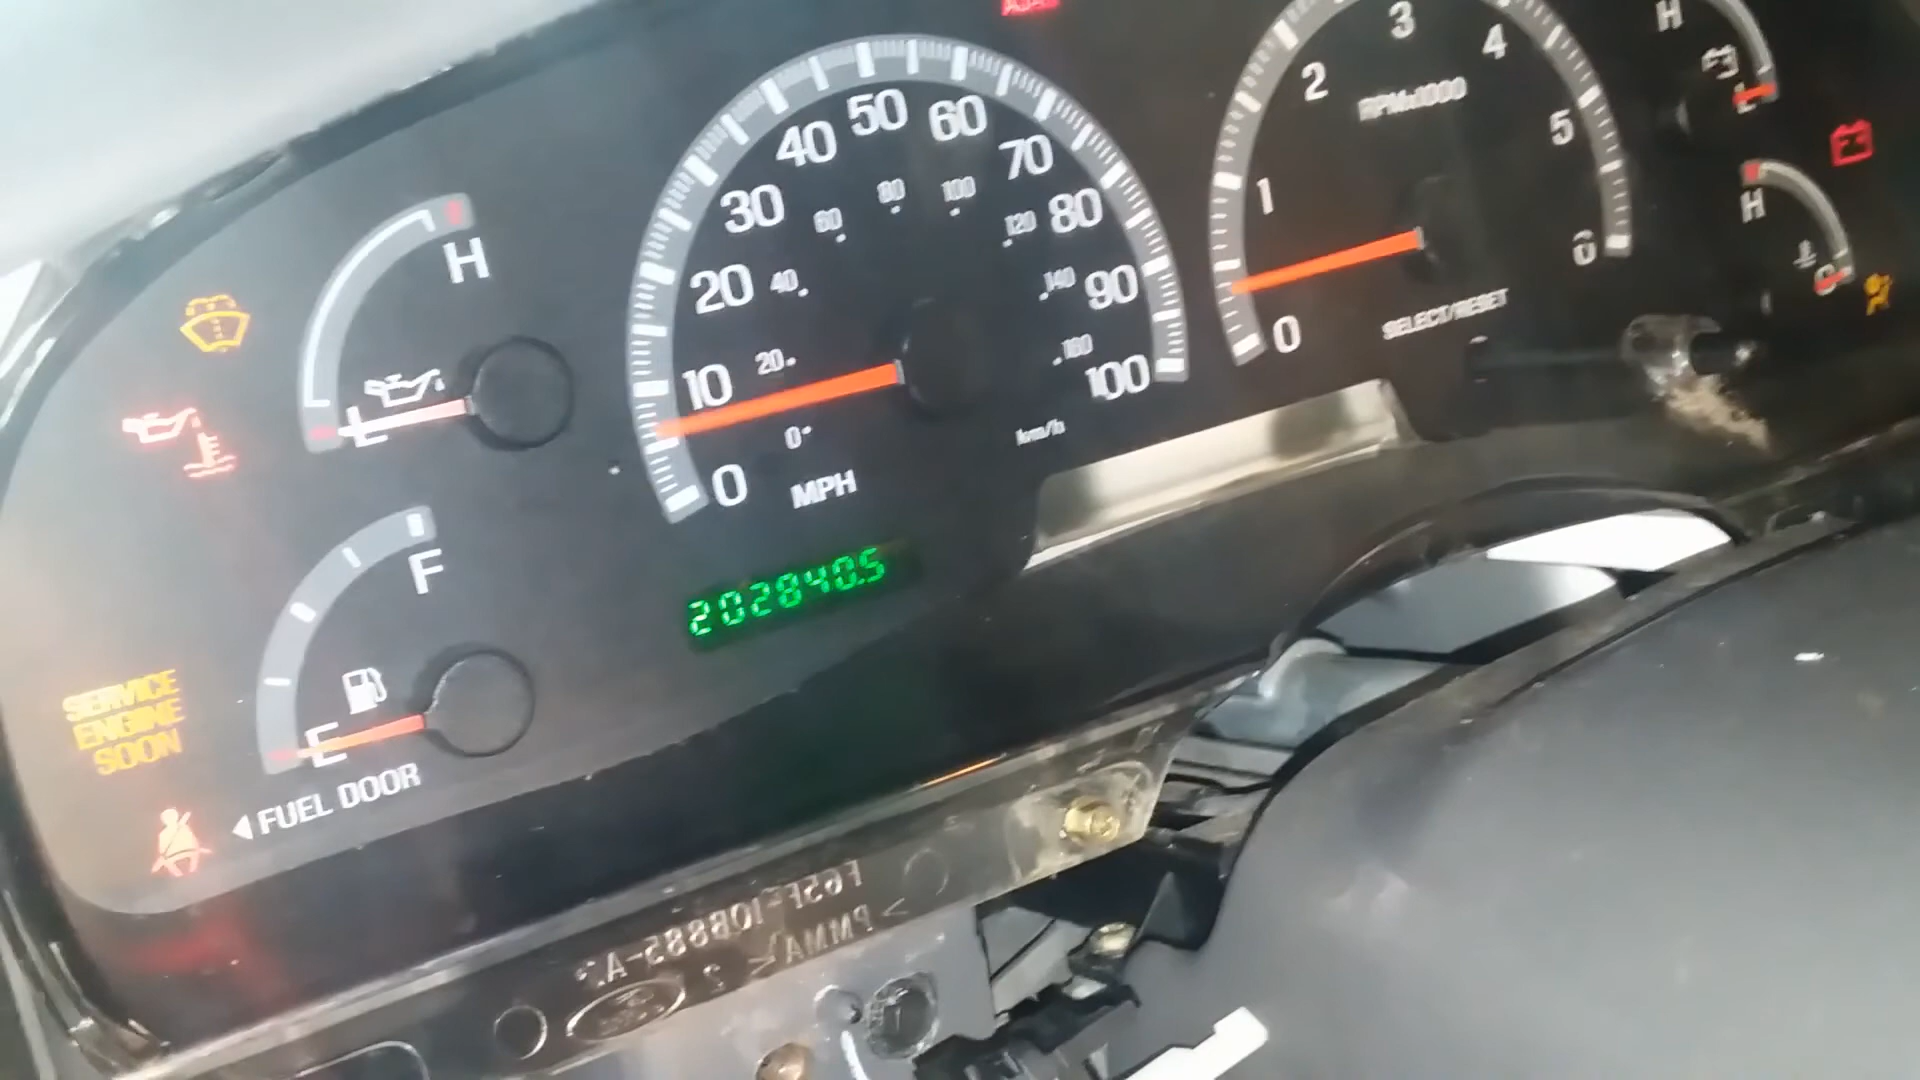 H
L
F
E
FUEL DOOR
SERVICE
ENGINE
SOON
0
10
20
30
40
50
60
70
80
90
100
MPH
0
20
40
60
80
100
120
140
160
km/h
202840.5
0
1
2
3
4
5
6
RPMx1000
SELECT/RESET
H
L
H
C
>PMMA<